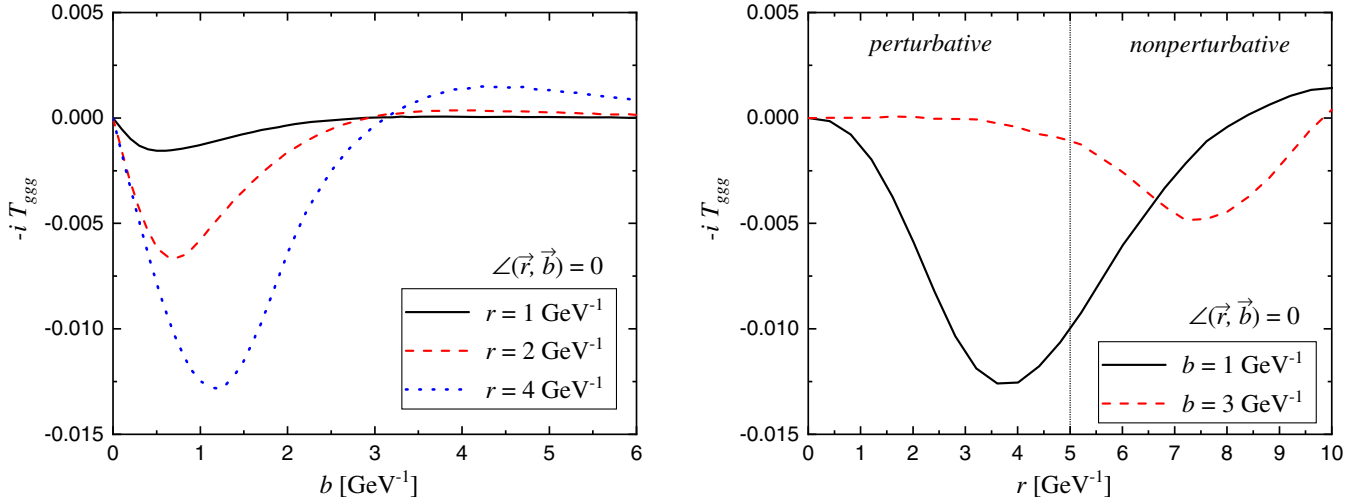 0.005
0.000
-0.005
-0.010
-0.015
-i T_ggg
∠(r⃗, b⃗) = 0
r = 1 GeV⁻¹
r = 2 GeV⁻¹
r = 4 GeV⁻¹
0 1 2 3 4 5 6
b [GeV⁻¹]
0.005
0.000
-0.005
-0.010
-0.015
-i T_ggg
perturbative nonperturbative
∠(r⃗, b⃗) = 0
b = 1 GeV⁻¹
b = 3 GeV⁻¹
0 1 2 3 4 5 6 7 8 9 10
r [GeV⁻¹]